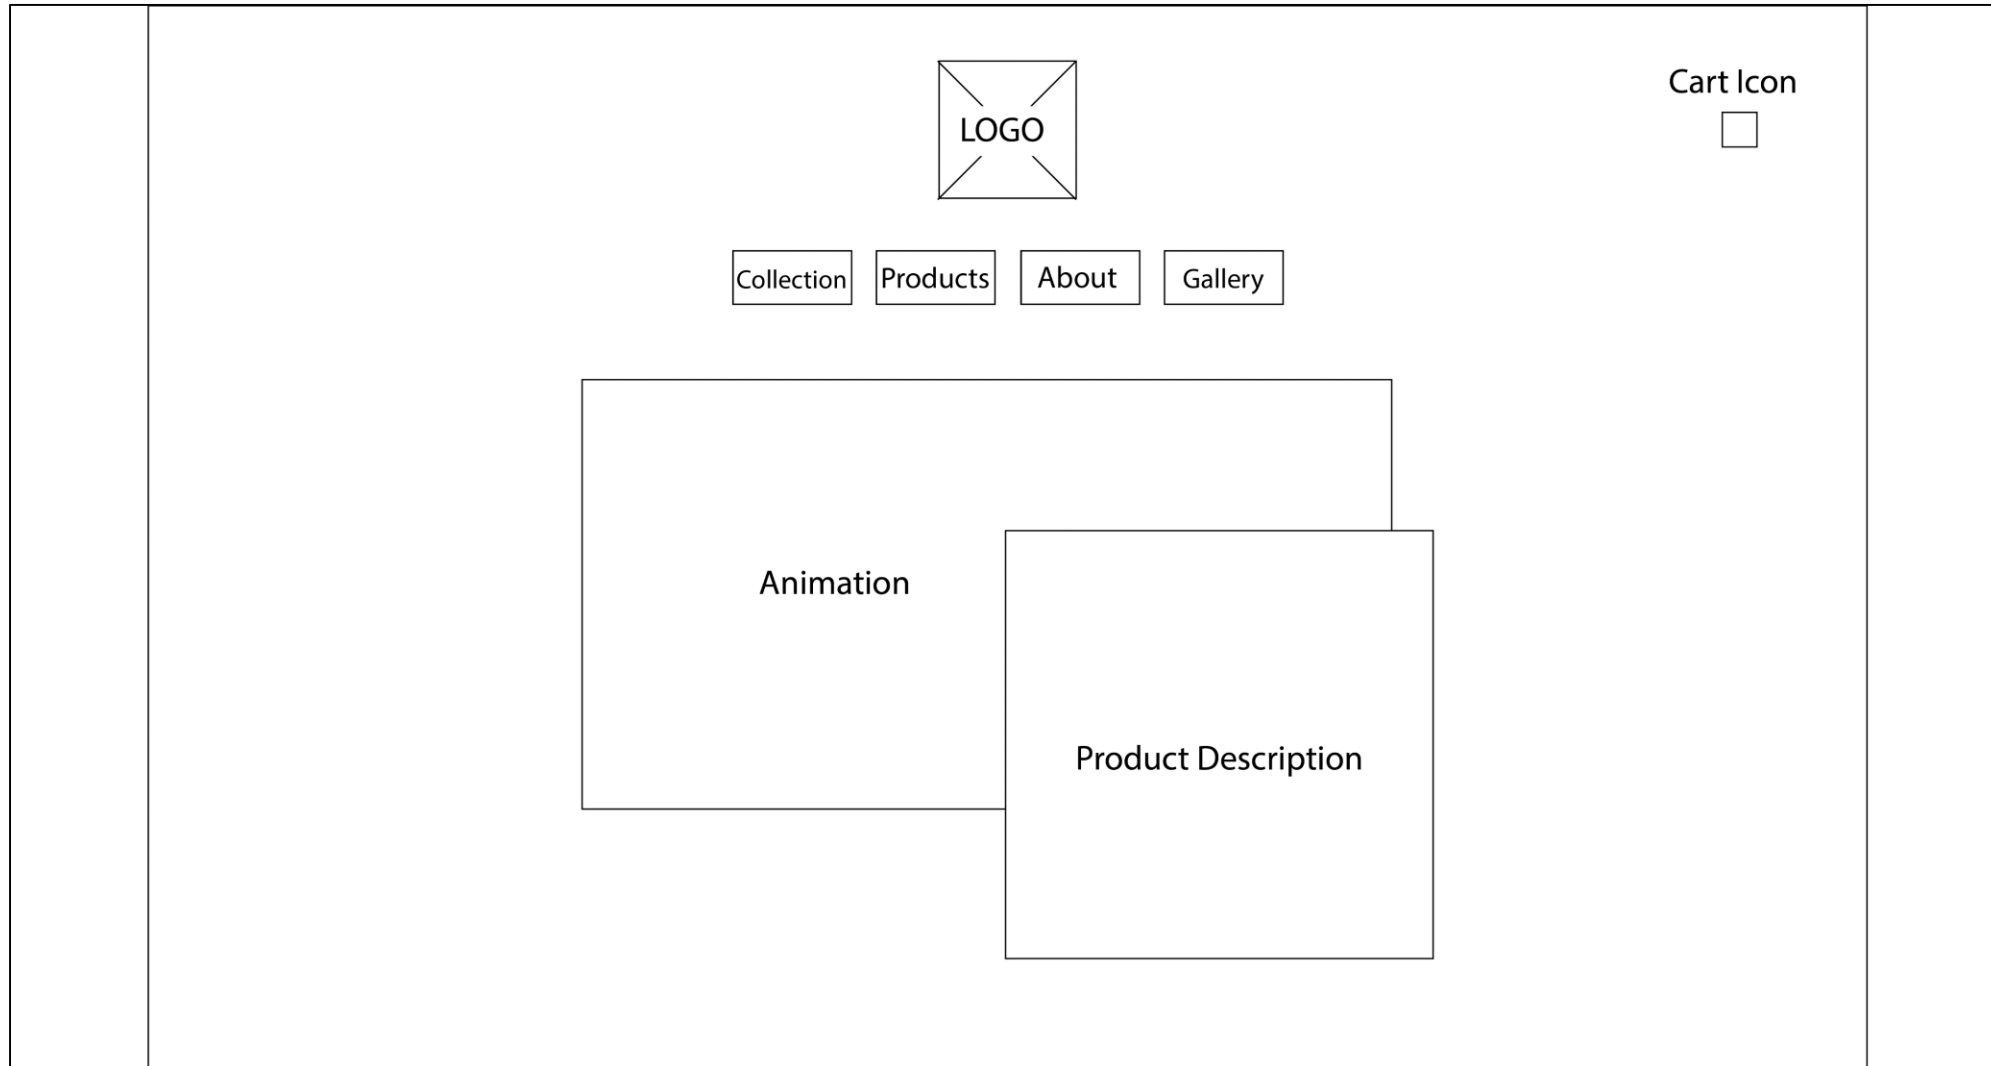 Cart Icon
LOGO
Collection
Products
About
Gallery
Animation
Product Description